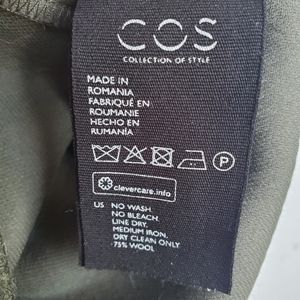 COS
COLLECTION OF STYLE
MADE IN
ROMANIA
FABRIQUÉ EN
ROUMANIE
HECHO EN
RUMANÍA
P
clevercare.info
US NO WASH.
NO BLEACH.
LINE DRY.
MEDIUM IRON.
DRY CLEAN ONLY
75% WOOL